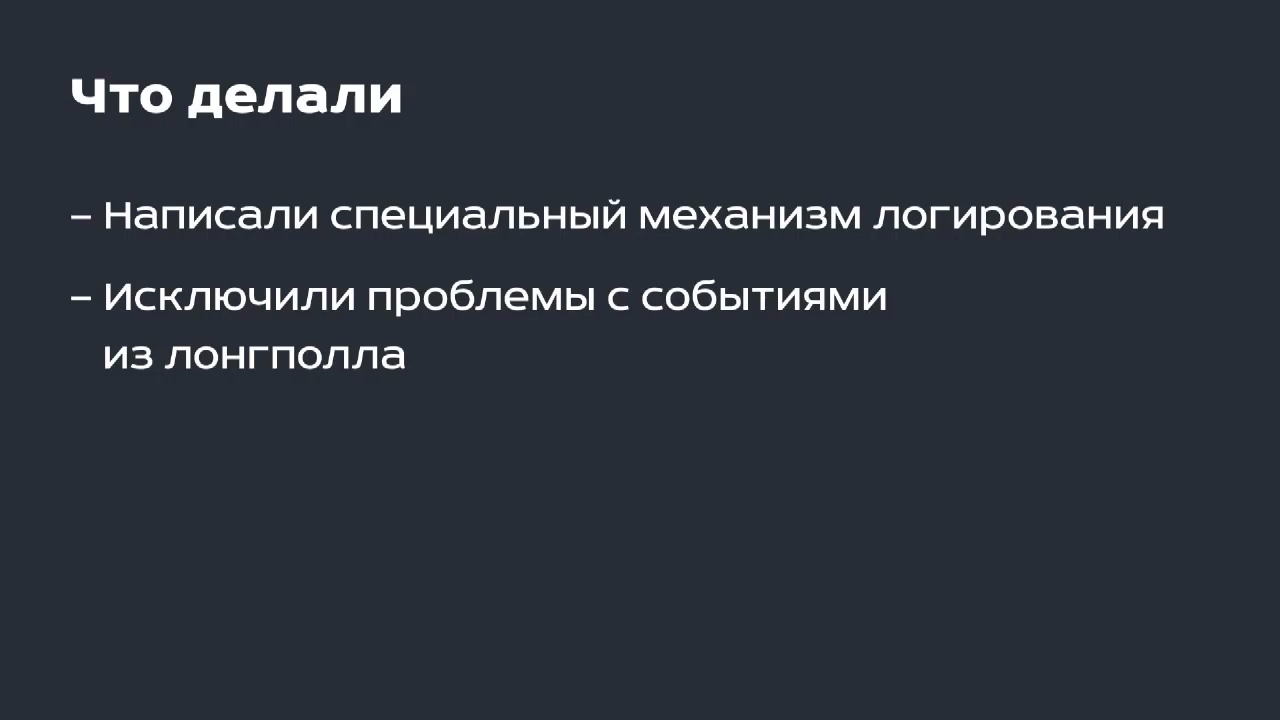 Что делали
– Написали специальный механизм логирования
– Исключили проблемы с событиями
из лонгполла